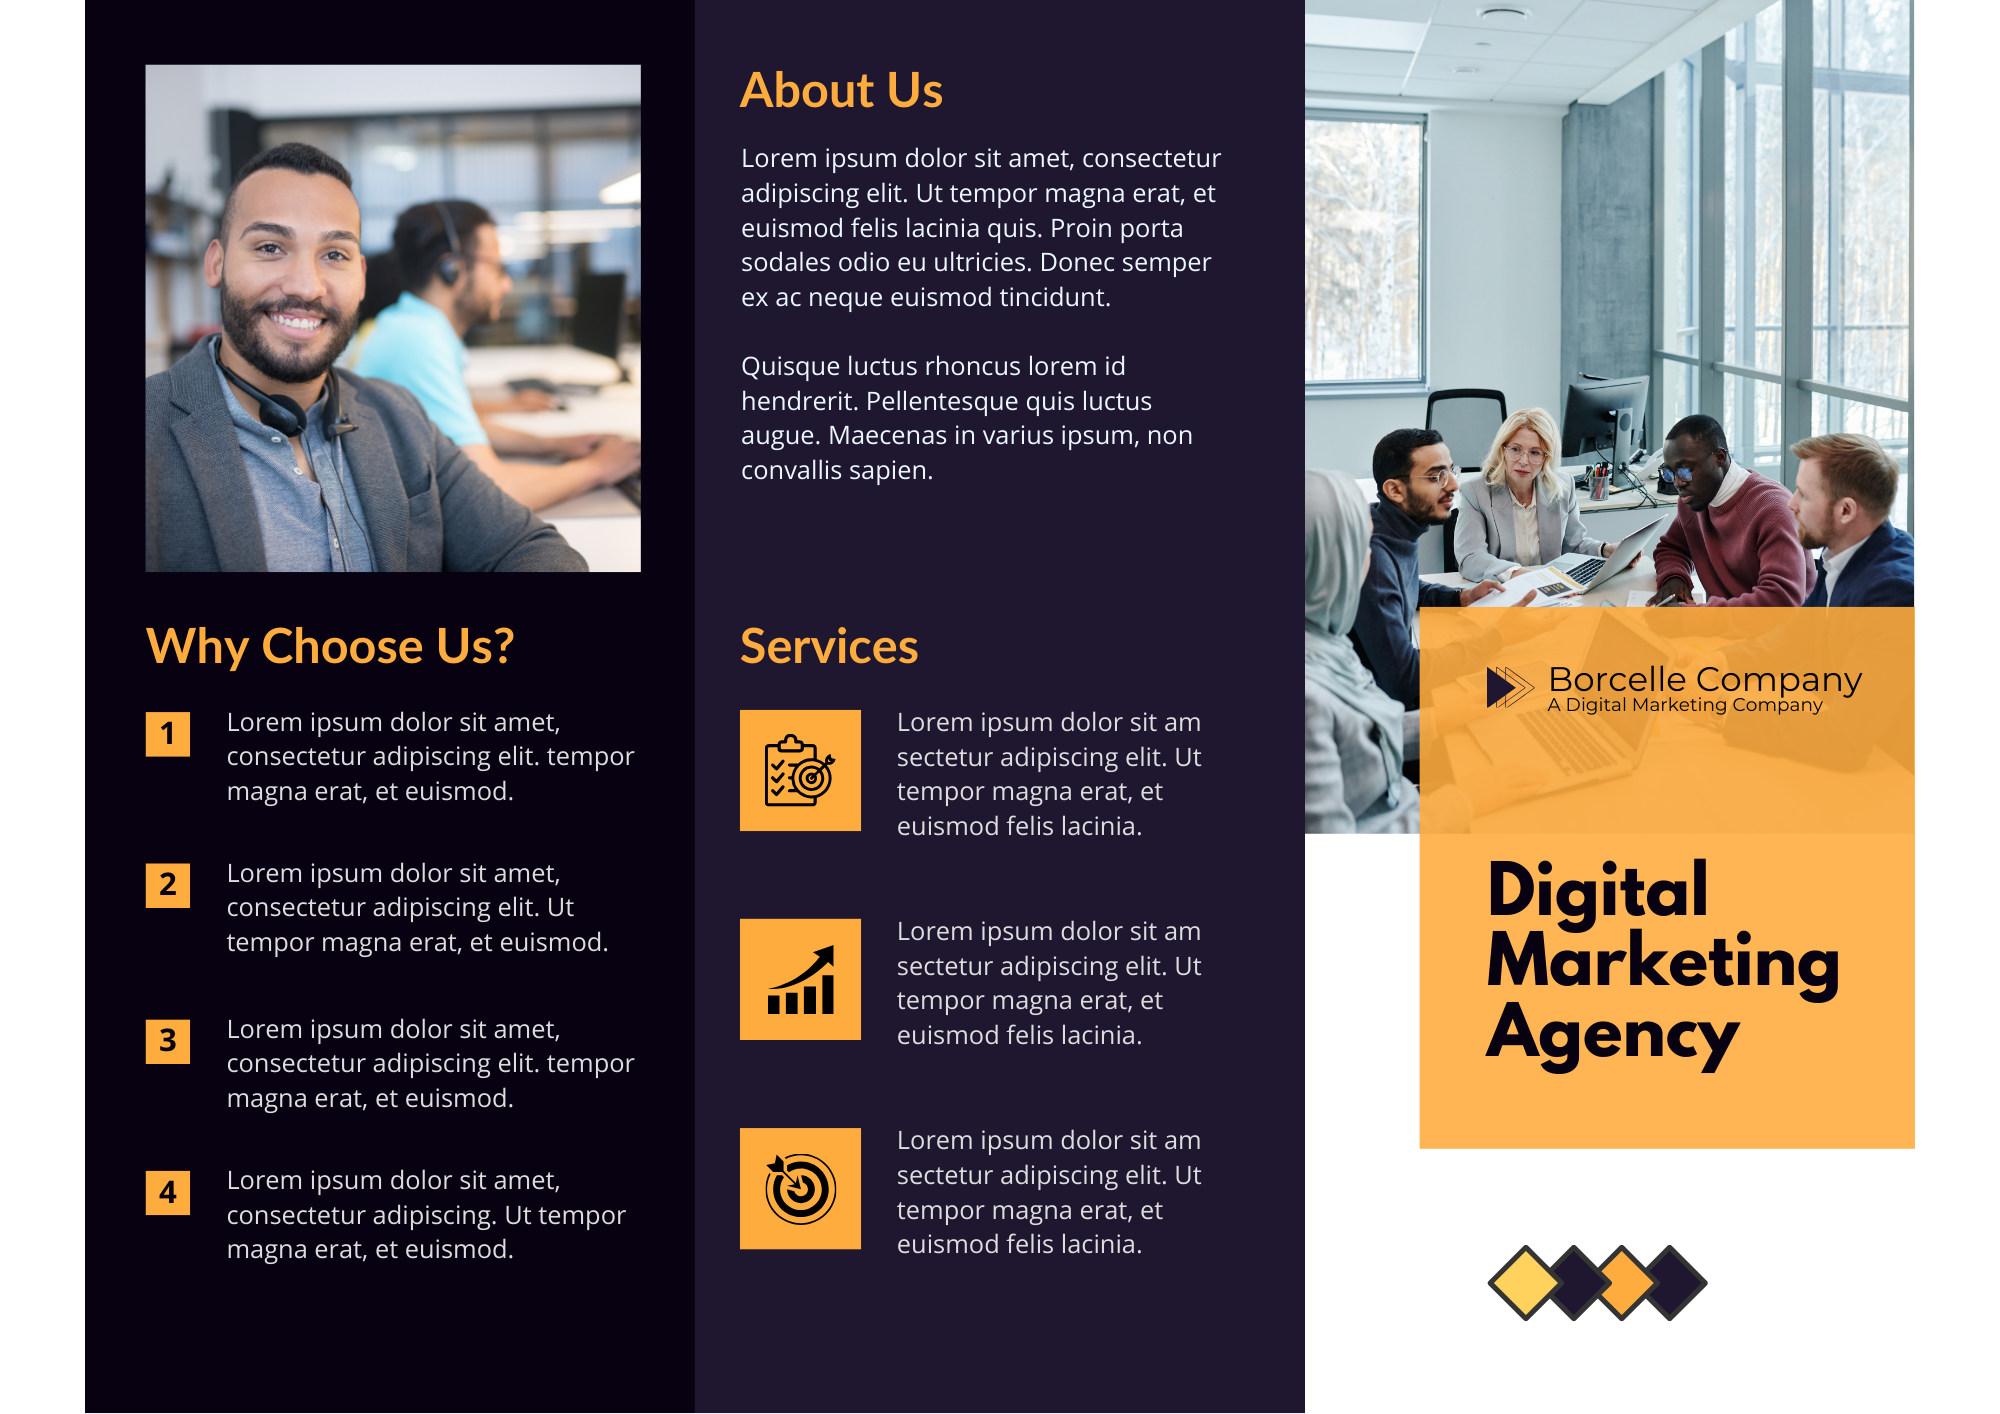 Why Choose Us?
1
Lorem ipsum dolor sit amet,
consectetur adipiscing elit. tempor
magna erat, et euismod.
2
Lorem ipsum dolor sit amet,
consectetur adipiscing elit. Ut
tempor magna erat, et euismod.
3
Lorem ipsum dolor sit amet,
consectetur adipiscing elit. tempor
magna erat, et euismod.
4
Lorem ipsum dolor sit amet,
consectetur adipiscing. Ut tempor
magna erat, et euismod.
About Us
Lorem ipsum dolor sit amet, consectetur
adipiscing elit. Ut tempor magna erat, et
euismod felis lacinia quis. Proin porta
sodales odio eu ultricies. Donec semper
ex ac neque euismod tincidunt.
Quisque luctus rhoncus lorem id
hendrerit. Pellentesque quis luctus
augue. Maecenas in varius ipsum, non
convallis sapien.
Services
Lorem ipsum dolor sit am
sectetur adipiscing elit. Ut
tempor magna erat, et
euismod felis lacinia.
Lorem ipsum dolor sit am
sectetur adipiscing elit. Ut
tempor magna erat, et
euismod felis lacinia.
Lorem ipsum dolor sit am
sectetur adipiscing elit. Ut
tempor magna erat, et
euismod felis lacinia.
Borcelle Company
A Digital Marketing Company
Digital
Marketing
Agency